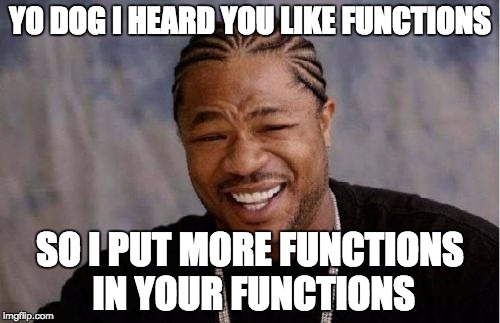 YO DOG I HEARD YOU LIKE FUNCTIONS
SO I PUT MORE FUNCTIONS
IN YOUR FUNCTIONS
imgflip.com